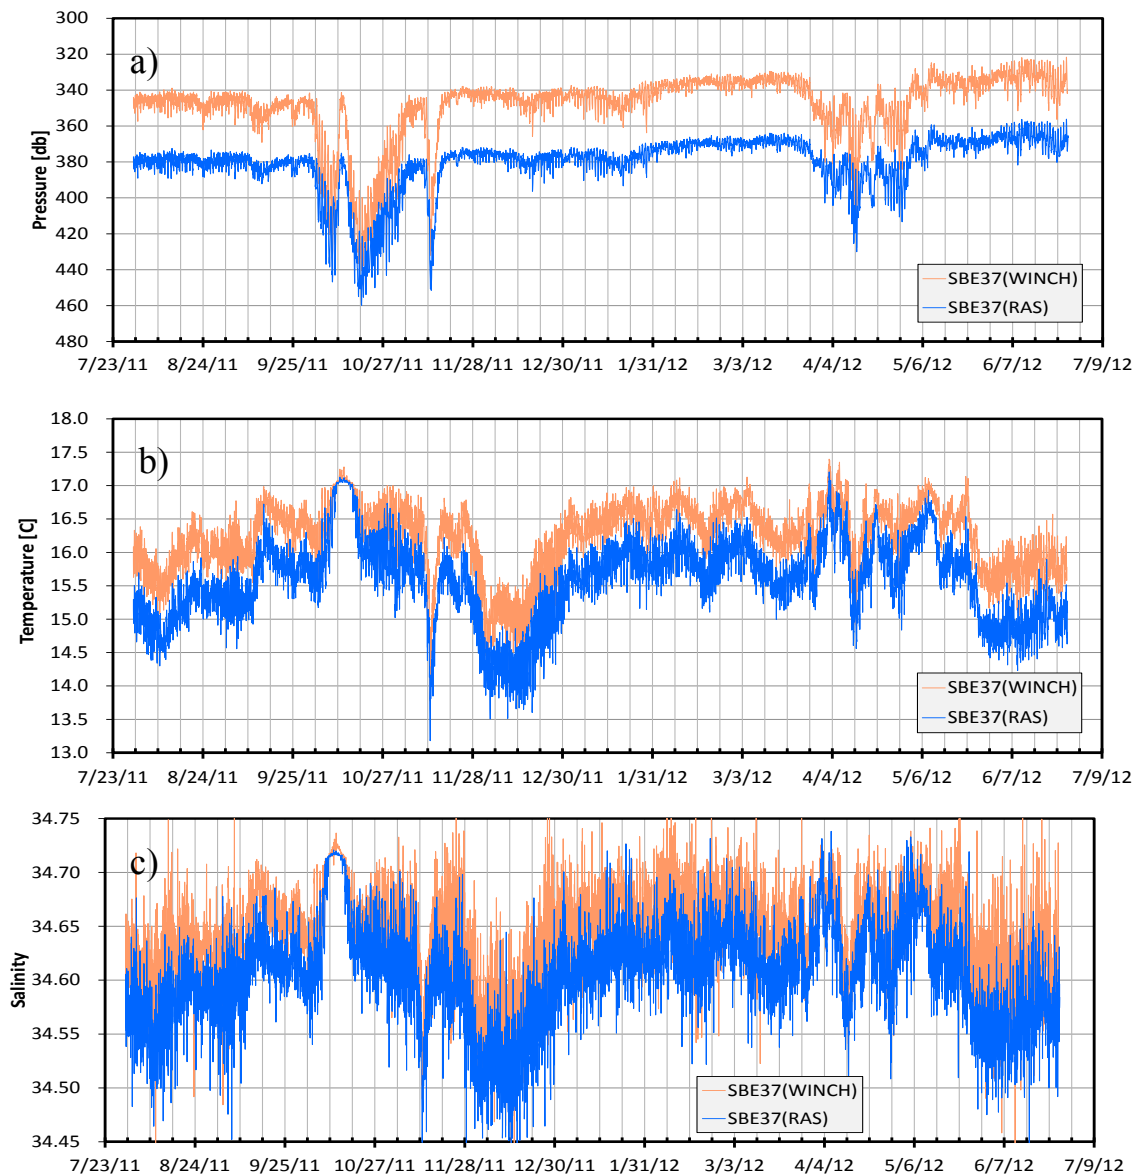 a)
Pressure [db]
300
320
340
360
380
400
420
440
460
480
SBE37(WINCH)
SBE37(RAS)
7/23/11 8/24/11 9/25/11 10/27/11 11/28/11 12/30/11 1/31/12 3/3/12 4/4/12 5/6/12 6/7/12 7/9/12
b)
Temperature [C]
18.0
17.5
17.0
16.5
16.0
15.5
15.0
14.5
14.0
13.5
13.0
SBE37(WINCH)
SBE37(RAS)
7/23/11 8/24/11 9/25/11 10/27/11 11/28/11 12/30/11 1/31/12 3/3/12 4/4/12 5/6/12 6/7/12 7/9/12
c)
Salinity
34.75
34.70
34.65
34.60
34.55
34.50
34.45
SBE37(WINCH)
SBE37(RAS)
7/23/11 8/24/11 9/25/11 10/27/11 11/28/11 12/30/11 1/31/12 3/3/12 4/4/12 5/6/12 6/7/12 7/9/12